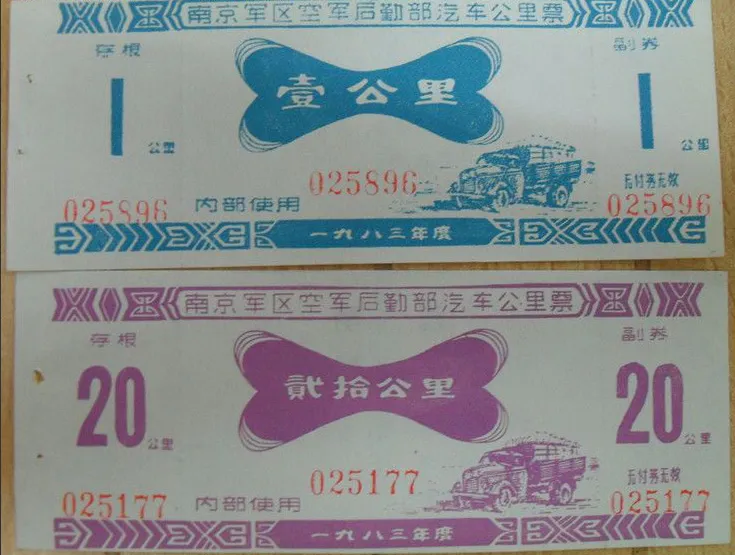 南京军区空军后勤部汽车公里票
存根
副券
1
公里
壹公里
1
公里
025896
内部使用
025896
无付券无效
025896
一九八三年度
南京军区空军后勤部汽车公里票
存根
副券
20
公里
贰拾公里
20
公里
025177
内部使用
025177
无付券无效
025177
一九八三年度